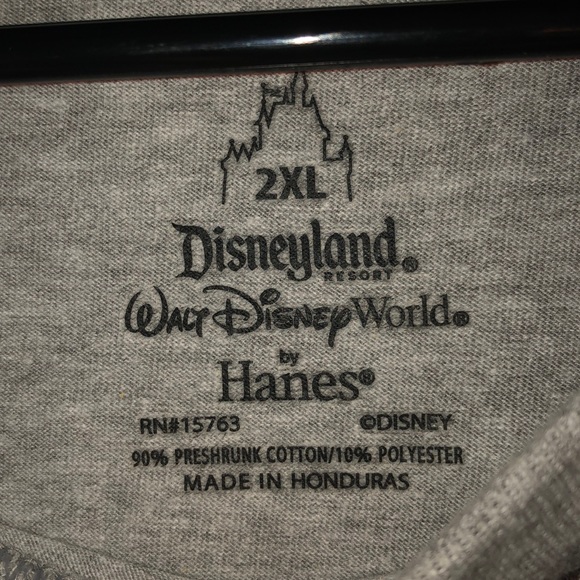 2XL
Disneyland®
RESORT
WALT DISNEY World®
by
Hanes®
RN#15763 ©DISNEY
90% PRESHRUNK COTTON/10% POLYESTER
MADE IN HONDURAS